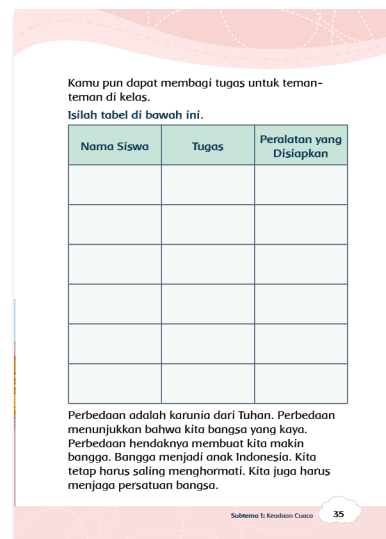 Kamu pun dapat membagi tugas untuk teman-
teman di kelas.
Isilah tabel di bawah ini.
Nama Siswa Tugas Peralatan yang
Disiapkan
Perbedaan adalah karunia dari Tuhan. Perbedaan
menunjukkan bahwa kita bangsa yang kaya.
Perbedaan hendaknya membuat kita makin
bangga. Bangga menjadi anak Indonesia. Kita
tetap harus saling menghormati. Kita juga harus
menjaga persatuan bangsa.
Subtema 1: Keadaan Cuaca 35